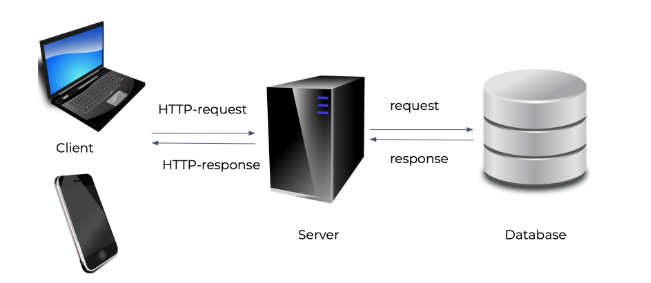 HTTP-request
request
Client
HTTP-response
response
Server
Database